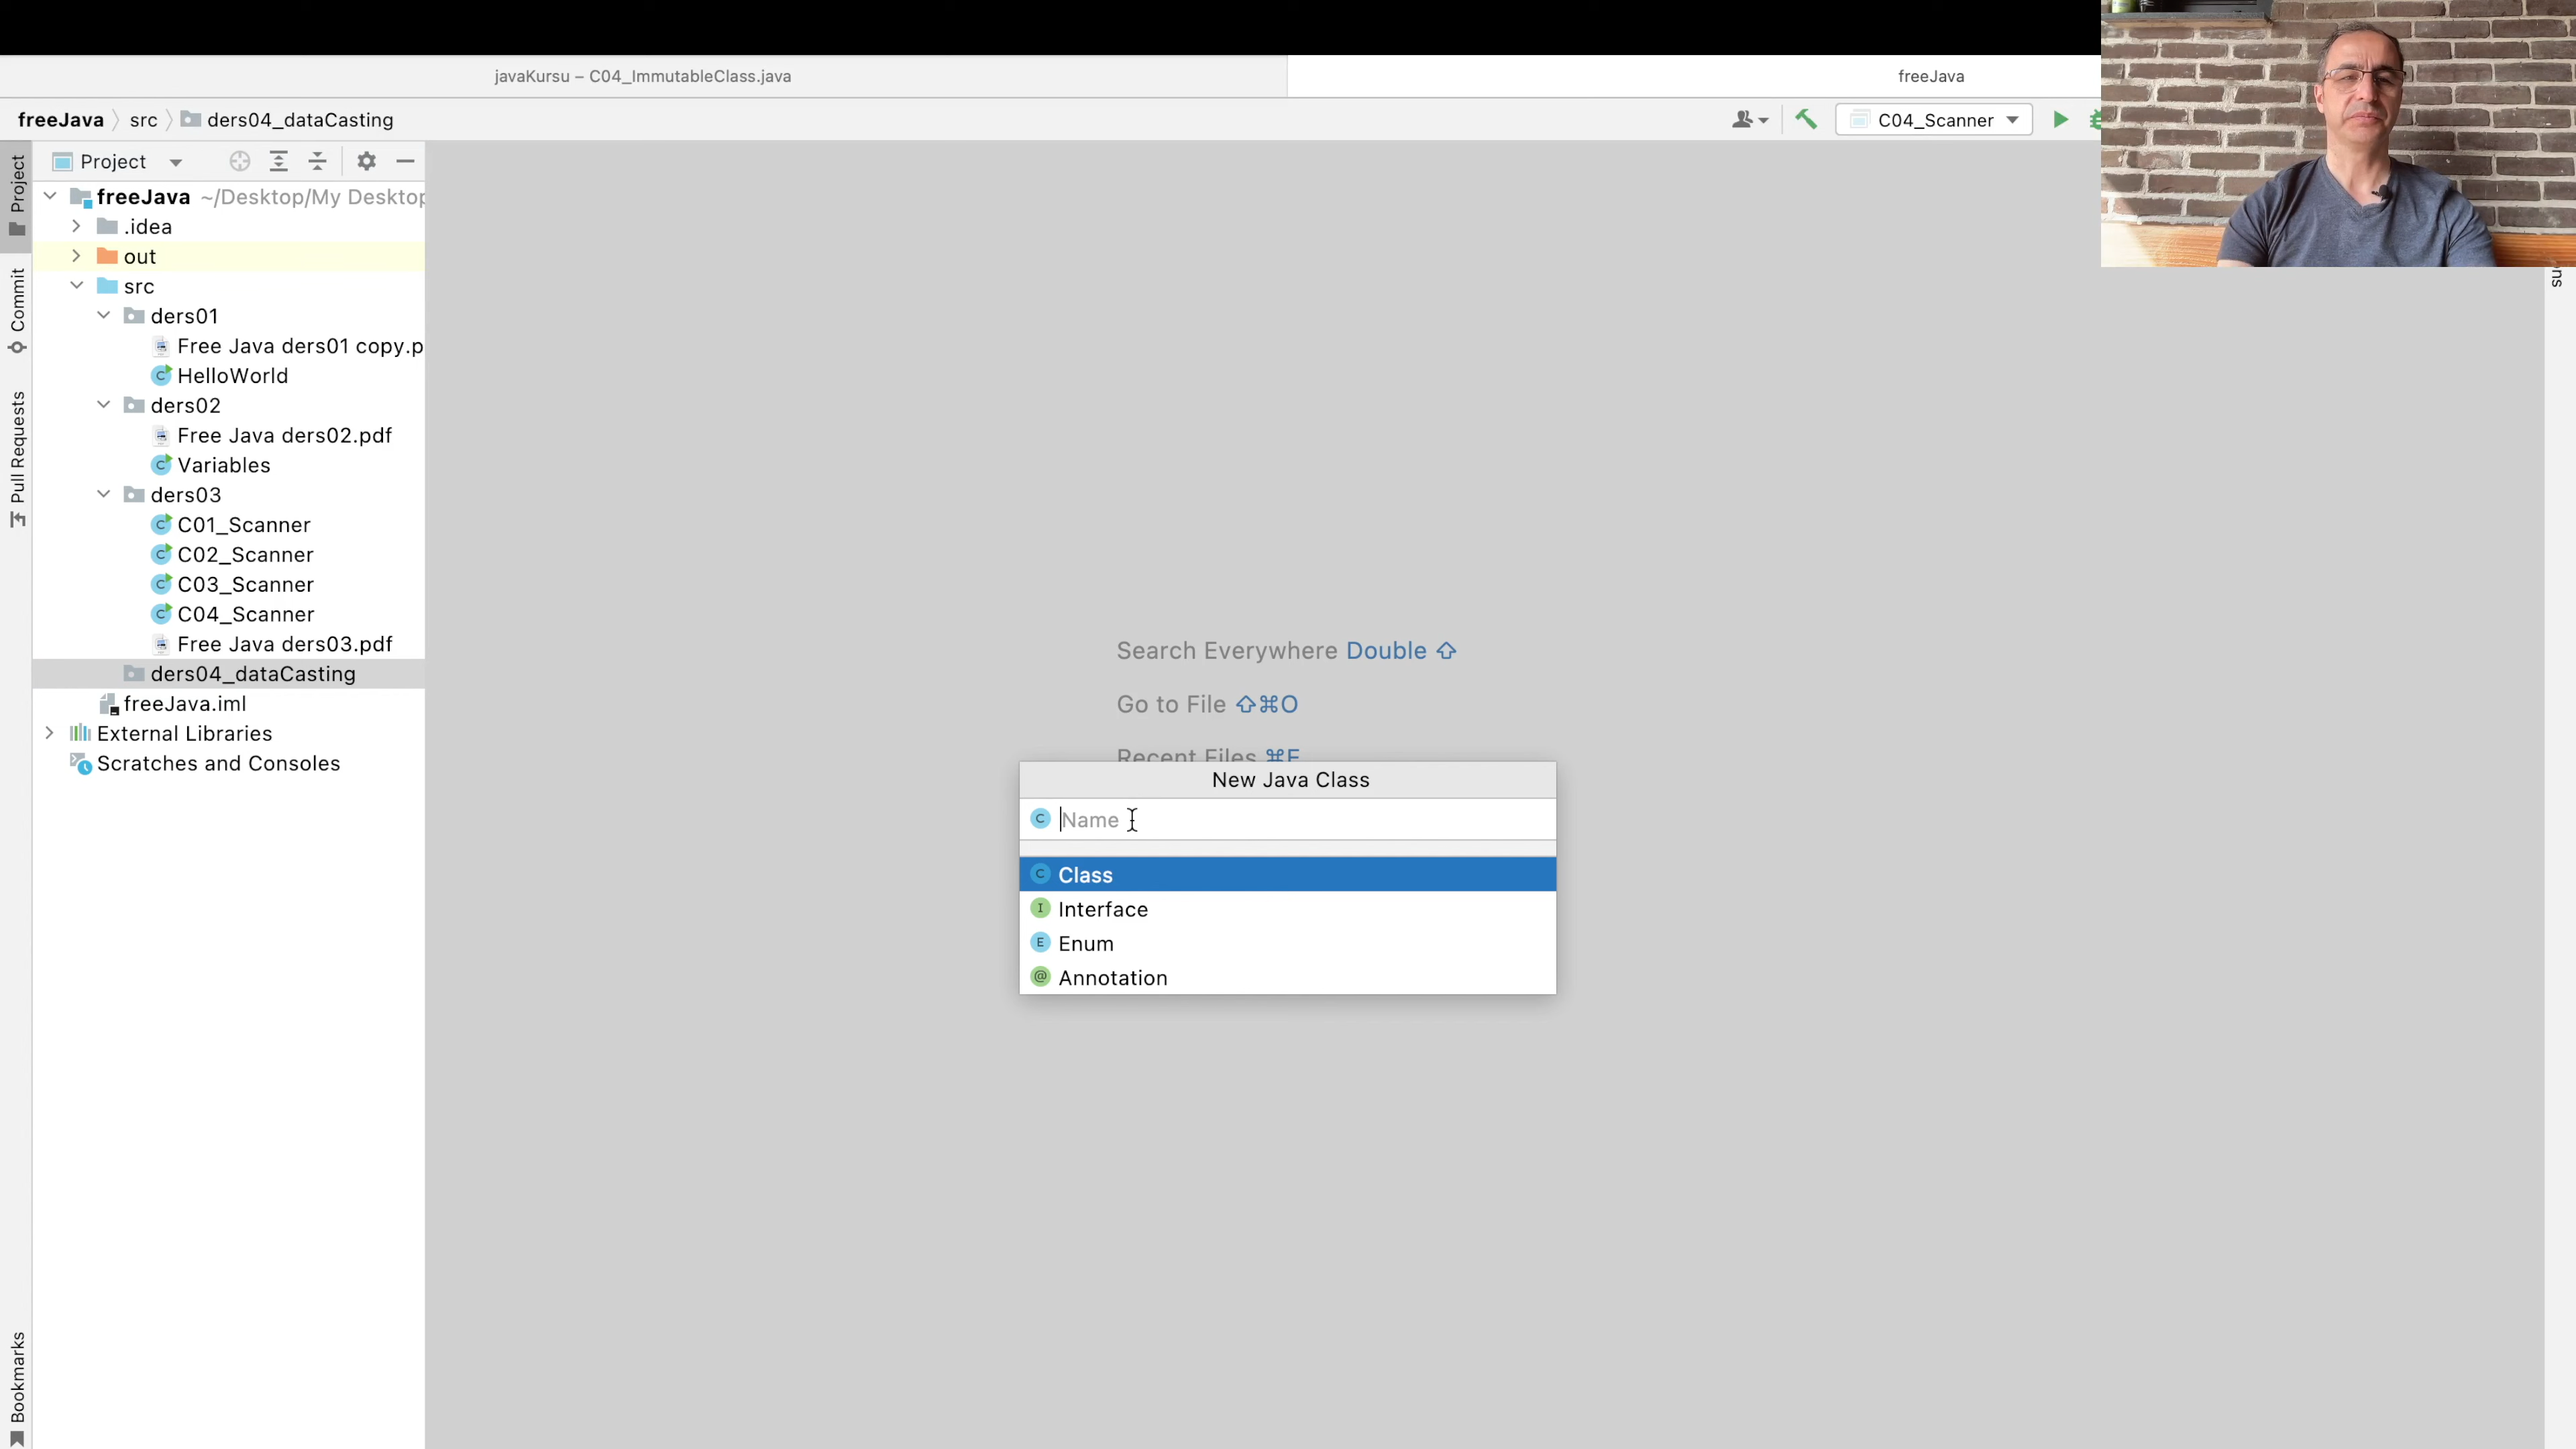 javaKursu – C04_ImmutableClass.java
freeJava
freeJava
src
ders04_dataCasting
C04_Scanner
Project
Project
Commit
Pull Requests
Bookmarks
freeJava ~/Desktop/My Desktop
.idea
out
src
ders01
Free Java ders01 copy.p
HelloWorld
ders02
Free Java ders02.pdf
Variables
ders03
C01_Scanner
C02_Scanner
C03_Scanner
C04_Scanner
Free Java ders03.pdf
ders04_dataCasting
freeJava.iml
External Libraries
Scratches and Consoles
Search Everywhere Double ⇧
Go to File ⇧⌘O
Recent Files ⌘E
New Java Class
Name
Class
Interface
Enum
Annotation